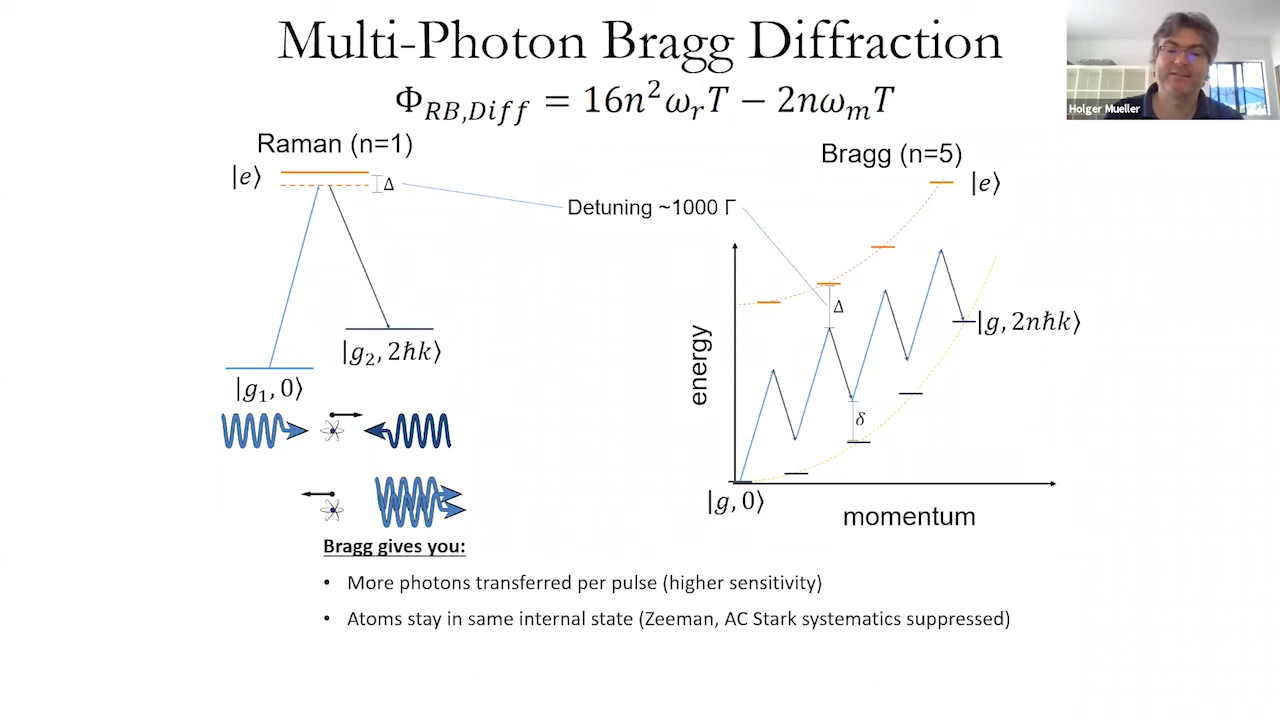 Multi-Photon Bragg Diffraction
Φ_{RB,Diff} = 16n²ω_rT − 2nω_mT
Holger Mueller
Raman (n=1)
|e⟩
Δ
|g₂, 2ħk⟩
|g₁, 0⟩
Detuning ~1000 Γ
Bragg (n=5)
|e⟩
Δ
|g, 2nħk⟩
energy
δ
|g, 0⟩
momentum
Bragg gives you:
• More photons transferred per pulse (higher sensitivity)
• Atoms stay in same internal state (Zeeman, AC Stark systematics suppressed)